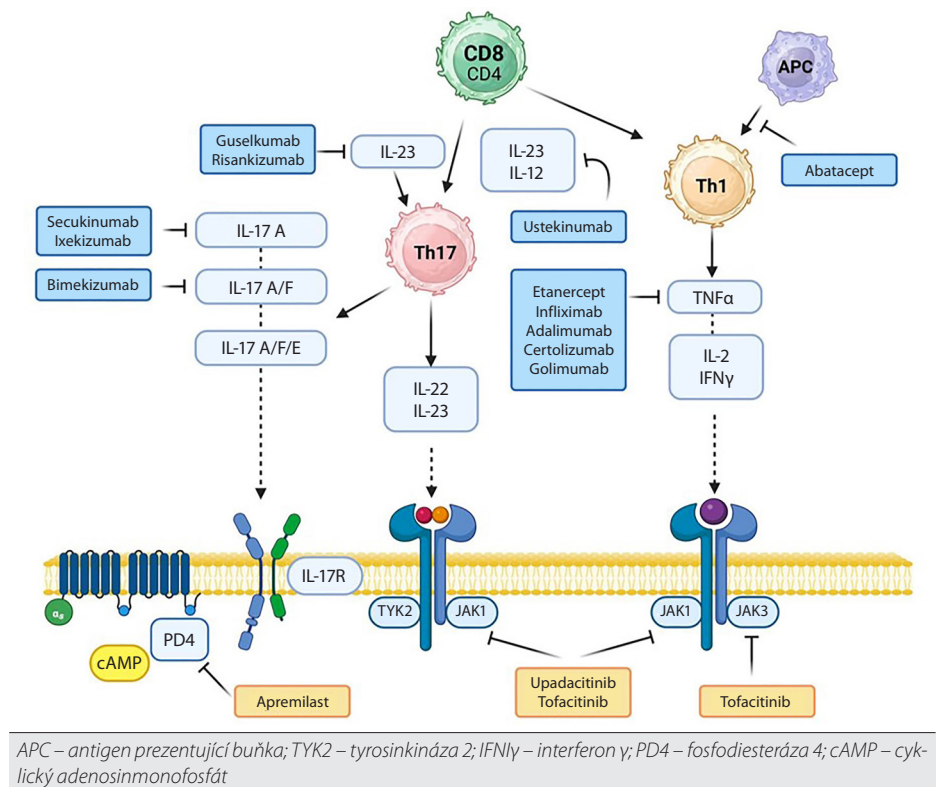 CD8
CD4
APC
Guselkumab
Risankizumab
IL-23
IL-23
IL-12
Th1
Abatacept
Secukinumab
Ixekizumab
IL-17 A
Th17
Ustekinumab
Bimekizumab
IL-17 A/F
Etanercept
Infliximab
Adalimumab
Certolizumab
Golimumab
TNFα
IL-17 A/F/E
IL-2
IFNγ
IL-22
IL-23
IL-17R
αs
TYK2
JAK1
JAK1
JAK3
PD4
cAMP
Apremilast
Upadacitinib
Tofacitinib
Tofacitinib
APC – antigen prezentující buňka; TYK2 – tyrosinkináza 2; IFNIγ – interferon γ; PD4 – fosfodiesteráza 4; cAMP – cyk-
lický adenosinmonofosfát